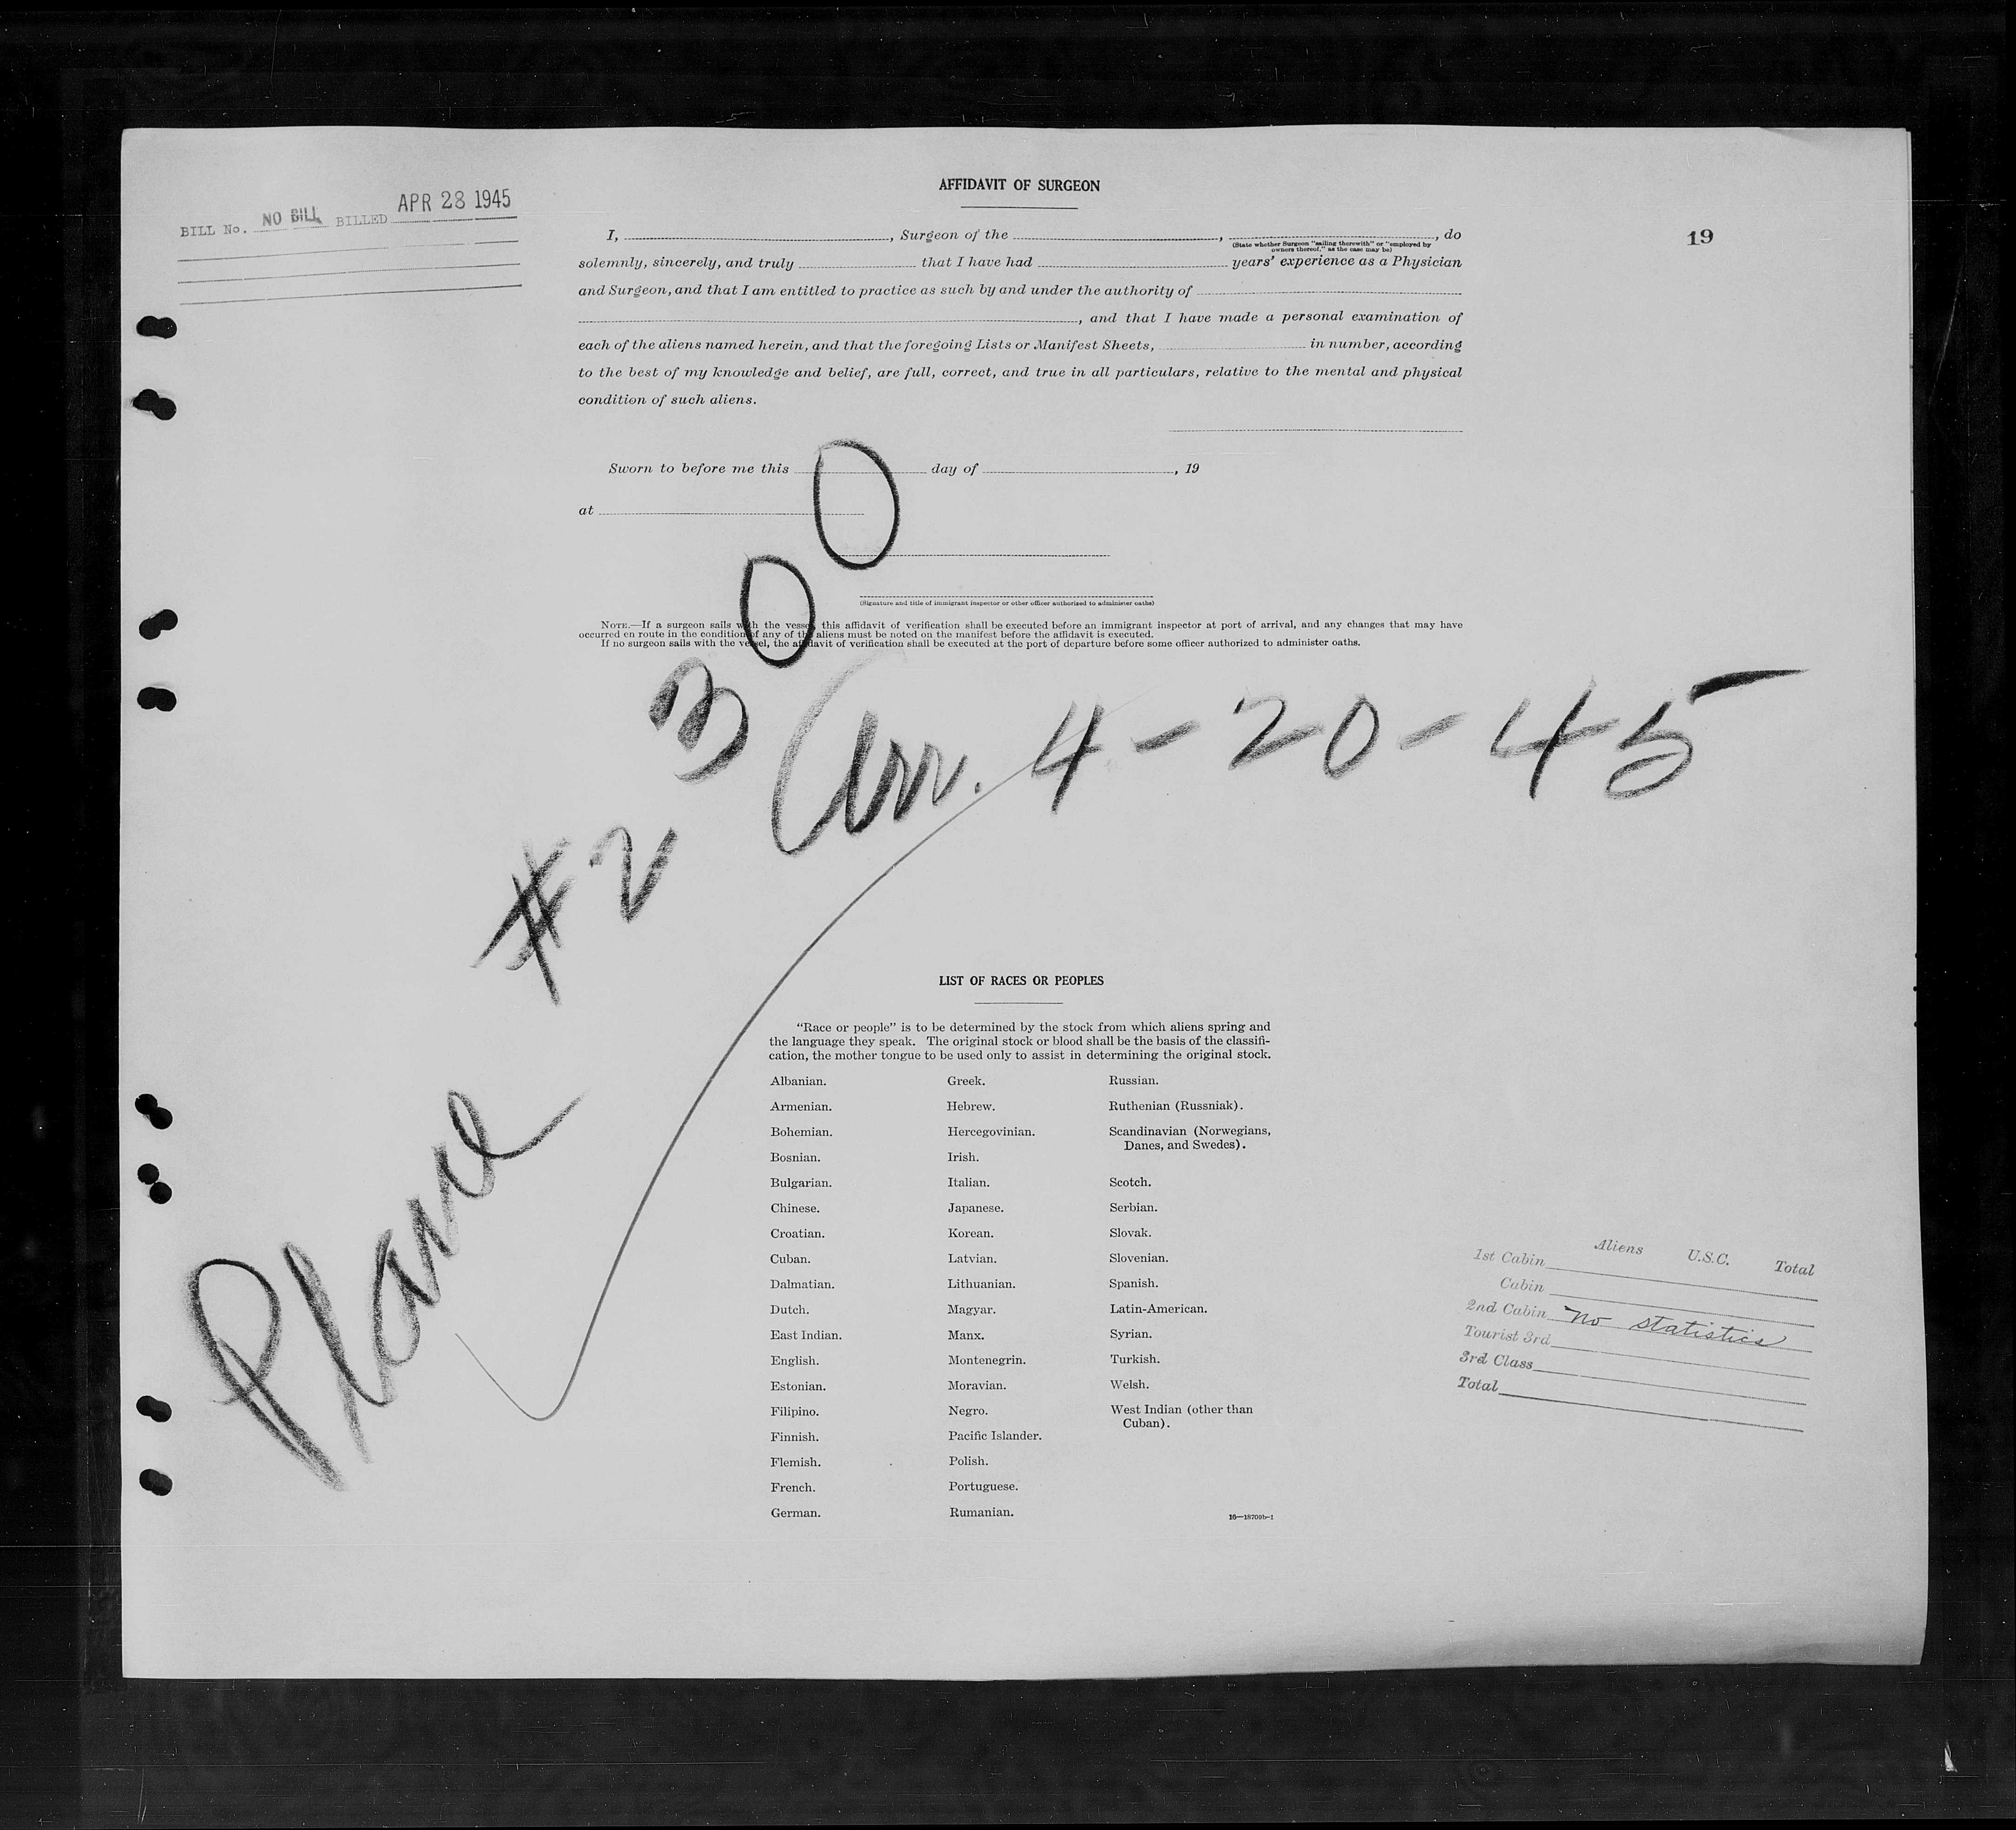 AFFIDAVIT OF SURGEON
BILL No. NO BILL BILLED APR 28 1945
19
I, , Surgeon of the , , do
(State whether Surgeon "sailing therewith" or "employed by
owners thereof," as the case may be)
solemnly, sincerely, and truly that I have had years' experience as a Physician
and Surgeon, and that I am entitled to practice as such by and under the authority of
, and that I have made a personal examination of
each of the aliens named herein, and that the foregoing Lists or Manifest Sheets, in number, according
to the best of my knowledge and belief, are full, correct, and true in all particulars, relative to the mental and physical
condition of such aliens.
Sworn to before me this day of , 19
at
(Signature and title of immigrant inspector or other officer authorized to administer oaths)
NOTE.—If a surgeon sails with the vessel, this affidavit of verification shall be executed before an immigrant inspector at port of arrival, and any changes that may have
occurred en route in the condition of any of the aliens must be noted on the manifest before the affidavit is executed.
If no surgeon sails with the vessel, the affidavit of verification shall be executed at the port of departure before some officer authorized to administer oaths.
Plane #2300
Arr. 4-20-45
LIST OF RACES OR PEOPLES
"Race or people" is to be determined by the stock from which aliens spring and
the language they speak. The original stock or blood shall be the basis of the classifi-
cation, the mother tongue to be used only to assist in determining the original stock.
Albanian.
Armenian.
Bohemian.
Bosnian.
Bulgarian.
Chinese.
Croatian.
Cuban.
Dalmatian.
Dutch.
East Indian.
English.
Estonian.
Filipino.
Finnish.
Flemish.
French.
German.
Greek.
Hebrew.
Hercegovinian.
Irish.
Italian.
Japanese.
Korean.
Latvian.
Lithuanian.
Magyar.
Manx.
Montenegrin.
Moravian.
Negro.
Pacific Islander.
Polish.
Portuguese.
Rumanian.
Russian.
Ruthenian (Russniak).
Scandinavian (Norwegians,
Danes, and Swedes).
Scotch.
Serbian.
Slovak.
Slovenian.
Spanish.
Latin-American.
Syrian.
Turkish.
Welsh.
West Indian (other than
Cuban).
16—18709b-1
Aliens U.S.C. Total
1st Cabin
Cabin
2nd Cabin No statistics
Tourist 3rd
3rd Class
Total